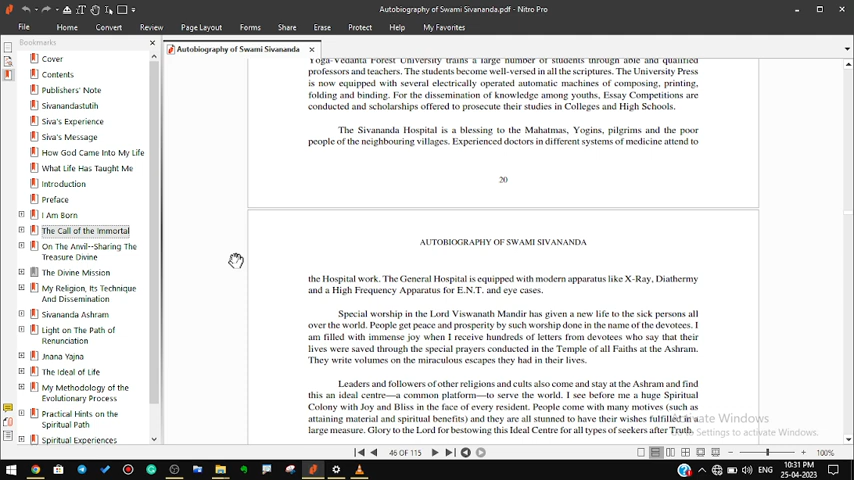 Autobiography of Swami Sivananda.pdf - Nitro Pro
File
Home
Convert
Review
Page Layout
Forms
Share
Erase
Protect
Help
My Favorites
Bookmarks
Autobiography of Swami Sivananda
Cover
Contents
Publishers' Note
Sivanandastuti
Siva's Experience
Siva's Message
How God Came Into My Life
What Life Has Taught Me
Introduction
Preface
I Am Born
The Call of the Immortal
On The Anvil--Sharing The
Treasure Divine
The Divine Mission
My Religion, Its Technique
And Dissemination
Sivananda Ashram
Light on The Path of
Renunciation
Jnana Yajna
The Ideal of Life
My Methodology of the
Evolutionary Process
Practical Hints on the
Spiritual Path
Spiritual Experiences
Yoga-Vedanta Forest University trains a large number of students through able and qualified
professors and teachers. The students become well-versed in all the scriptures. The University Press
is now equipped with several electrically operated automatic machines of composing, printing,
folding and binding. For the dissemination of knowledge among youths, Essay Competitions are
conducted and scholarships offered to prosecute their studies in Colleges and High Schools.
The Sivananda Hospital is a blessing to the Mahatmas, Yogins, pilgrims and the poor
people of the neighbouring villages. Experienced doctors in different systems of medicine attend to
20
AUTOBIOGRAPHY OF SWAMI SIVANANDA
the Hospital work. The General Hospital is equipped with modern apparatus like X-Ray, Diathermy
and a High Frequency Apparatus for E.N.T. and eye cases.
Special worship in the Lord Viswanath Mandir has given a new life to the sick persons all
over the world. People get peace and prosperity by such worship done in the name of the devotees. I
am filled with immense joy when I receive hundreds of letters from devotees who say that their
lives were saved through the special prayers conducted in the Temple of all Faiths at the Ashram.
They write volumes on the miraculous escapes they had in their lives.
Leaders and followers of other religions and cults also come and stay at the Ashram and find
this an ideal centre—a common platform—to serve the world. I see before me a huge Spiritual
Colony with Joy and Bliss in the face of every resident. People come with many motives (such as
attaining material and spiritual benefits) and they are all stunned to have their wishes fulfilled in a
large measure. Glory to the Lord for bestowing this Ideal Centre for all types of seekers after Truth.
Activate Windows
Go to Settings to activate Windows.
46 OF 115
100%
ENG
10:31 PM
25-04-2023